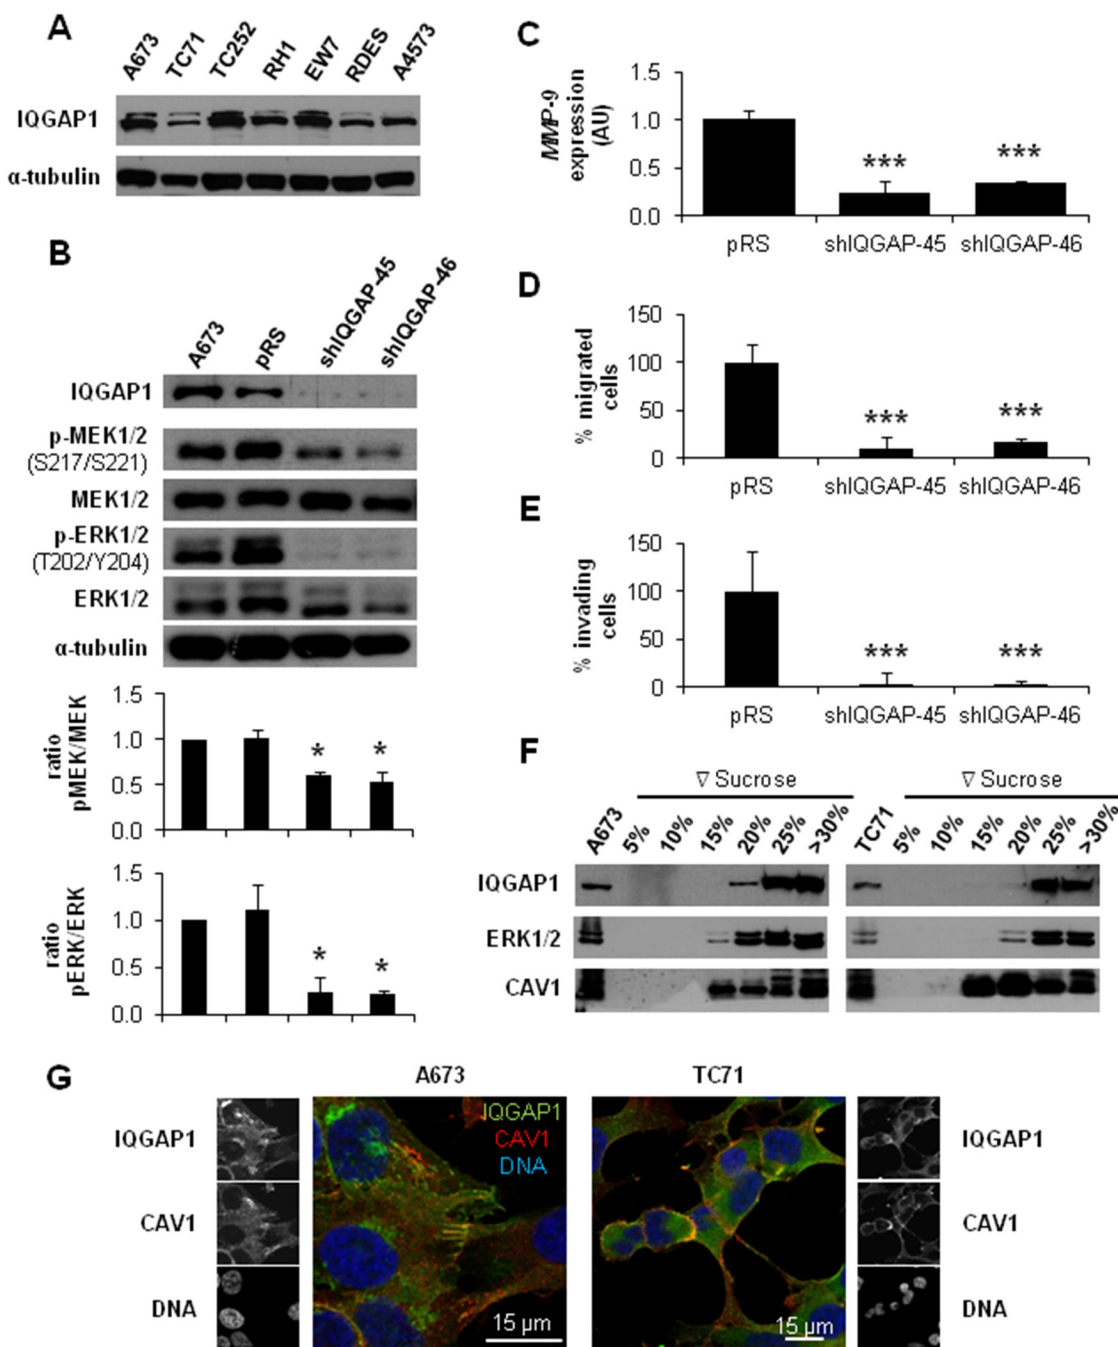 A
A673
TC71
TC252
RH1
EW7
RDES
A4573
IQGAP1
α-tubulin
B
A673
pRS
shIQGAP-45
shIQGAP-46
IQGAP1
p-MEK1/2
(S217/S221)
MEK1/2
p-ERK1/2
(T202/Y204)
ERK1/2
α-tubulin
ratio
pMEK/MEK
1.5
1.0
0.5
0.0
* *
ratio
pERK/ERK
1.5
1.0
0.5
0.0
* *
C
MMP-9
expression
(AU)
1.5
1.0
0.5
0.0
*** ***
pRS shIQGAP-45 shIQGAP-46
D
% migrated
cells
150
100
50
0
*** ***
pRS shIQGAP-45 shIQGAP-46
E
% invading
cells
150
100
50
0
*** ***
pRS shIQGAP-45 shIQGAP-46
F
∇ Sucrose
∇ Sucrose
A673
5%
10%
15%
20%
25%
>30%
TC71
5%
10%
15%
20%
25%
>30%
IQGAP1
ERK1/2
CAV1
G
A673
TC71
IQGAP1
CAV1
DNA
IQGAP1
CAV1
DNA
15 µm
15 µm
IQGAP1
CAV1
DNA